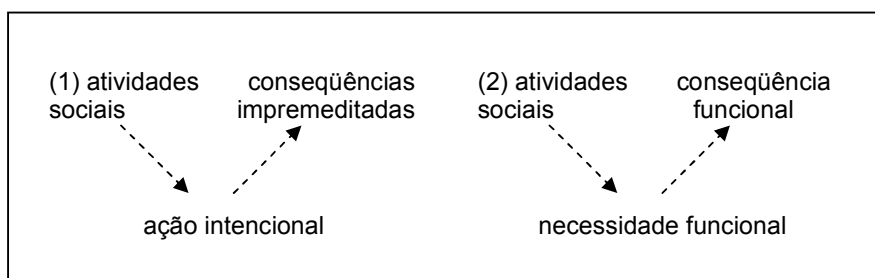 (1) atividades sociais
conseqüências impremeditadas
ação intencional
(2) atividades sociais
conseqüência funcional
necessidade funcional